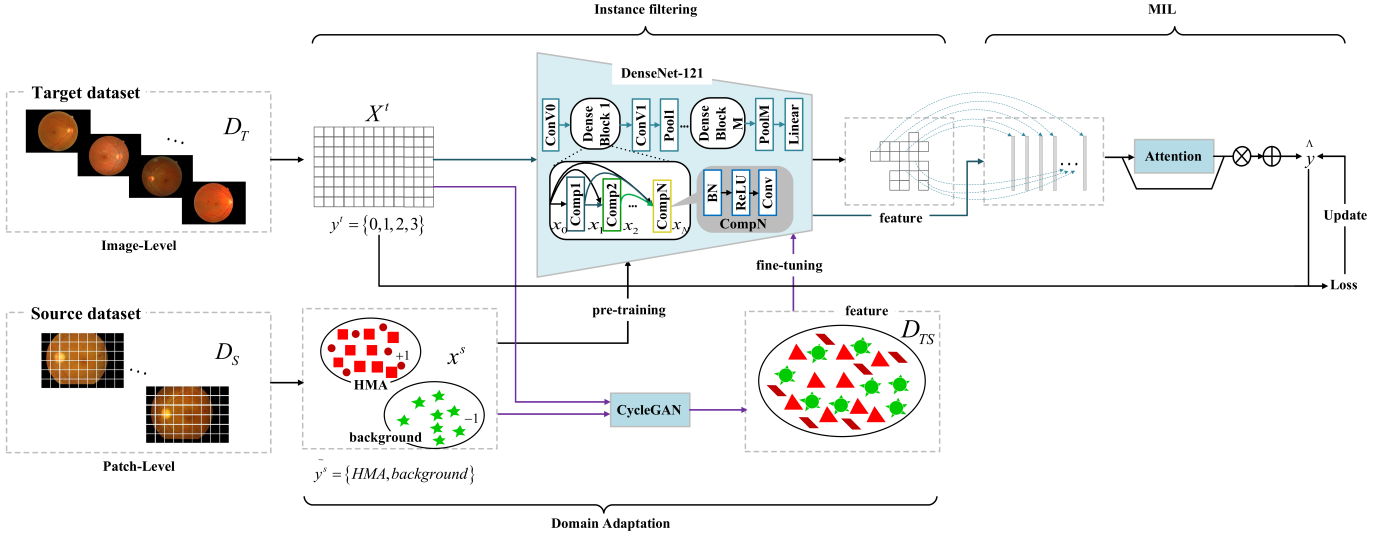 Instance filtering
MIL
Target dataset
D_T
...
Image-Level
X^t
y^t = {0,1,2,3}
DenseNet-121
ConV0
Dense Block 1
ConV1
Pool1
...
Dense Block M
PoolM
Linear
Comp1
Comp2
...
CompN
x_0
x_1
x_2
x_N
BN
ReLU
Conv
CompN
feature
...
Attention
ŷ
Update
Loss
pre-training
fine-tuning
Source dataset
D_S
...
Patch-Level
+1
HMA
x^s
−1
background
ỹ^s = {HMA, background}
CycleGAN
feature
D_TS
Domain Adaptation